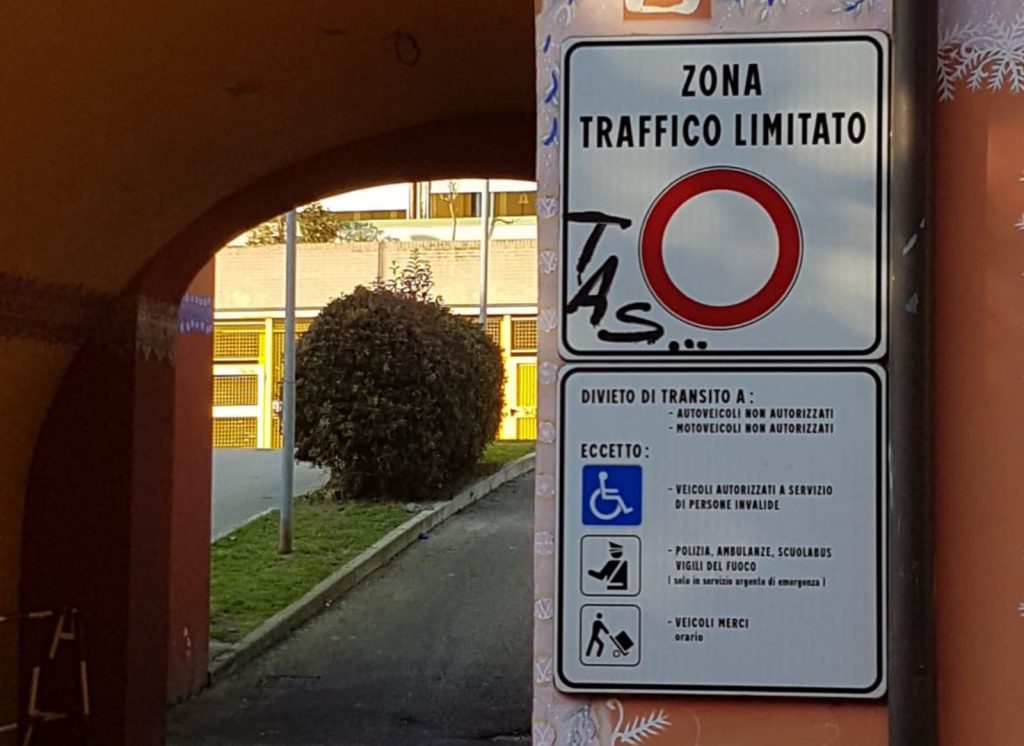 ZONA
TRAFFICO LIMITATO
TAS...
DIVIETO DI TRANSITO A :
- AUTOVEICOLI NON AUTORIZZATI
- MOTOVEICOLI NON AUTORIZZATI
ECCETTO :
- VEICOLI AUTORIZZATI A SERVIZIO
DI PERSONE INVALIDE
- POLIZIA, AMBULANZE, SCUOLABUS
VIGILI DEL FUOCO
( solo in servizio urgente di emergenza )
- VEICOLI MERCI
orario